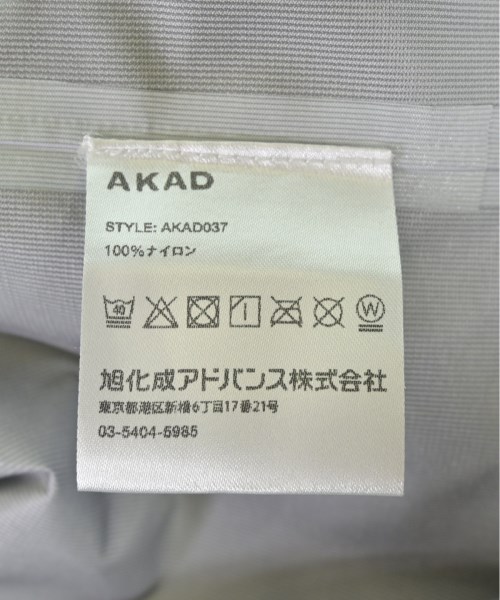 AKAD
STYLE: AKAD037
100%ナイロン
40 W
旭化成アドバンス株式会社
東京都港区新橋6丁目17番21号
03-5404-5985